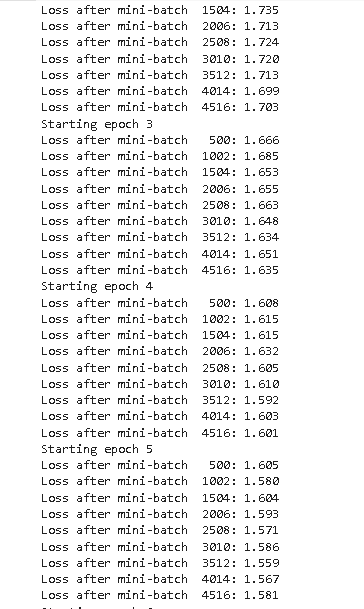 Loss after mini-batch  1504: 1.735
Loss after mini-batch  2006: 1.713
Loss after mini-batch  2508: 1.724
Loss after mini-batch  3010: 1.720
Loss after mini-batch  3512: 1.713
Loss after mini-batch  4014: 1.699
Loss after mini-batch  4516: 1.703
Starting epoch 3
Loss after mini-batch   500: 1.666
Loss after mini-batch  1002: 1.685
Loss after mini-batch  1504: 1.653
Loss after mini-batch  2006: 1.655
Loss after mini-batch  2508: 1.663
Loss after mini-batch  3010: 1.648
Loss after mini-batch  3512: 1.634
Loss after mini-batch  4014: 1.651
Loss after mini-batch  4516: 1.635
Starting epoch 4
Loss after mini-batch   500: 1.608
Loss after mini-batch  1002: 1.615
Loss after mini-batch  1504: 1.615
Loss after mini-batch  2006: 1.632
Loss after mini-batch  2508: 1.605
Loss after mini-batch  3010: 1.610
Loss after mini-batch  3512: 1.592
Loss after mini-batch  4014: 1.603
Loss after mini-batch  4516: 1.601
Starting epoch 5
Loss after mini-batch   500: 1.605
Loss after mini-batch  1002: 1.580
Loss after mini-batch  1504: 1.604
Loss after mini-batch  2006: 1.593
Loss after mini-batch  2508: 1.571
Loss after mini-batch  3010: 1.586
Loss after mini-batch  3512: 1.559
Loss after mini-batch  4014: 1.567
Loss after mini-batch  4516: 1.581